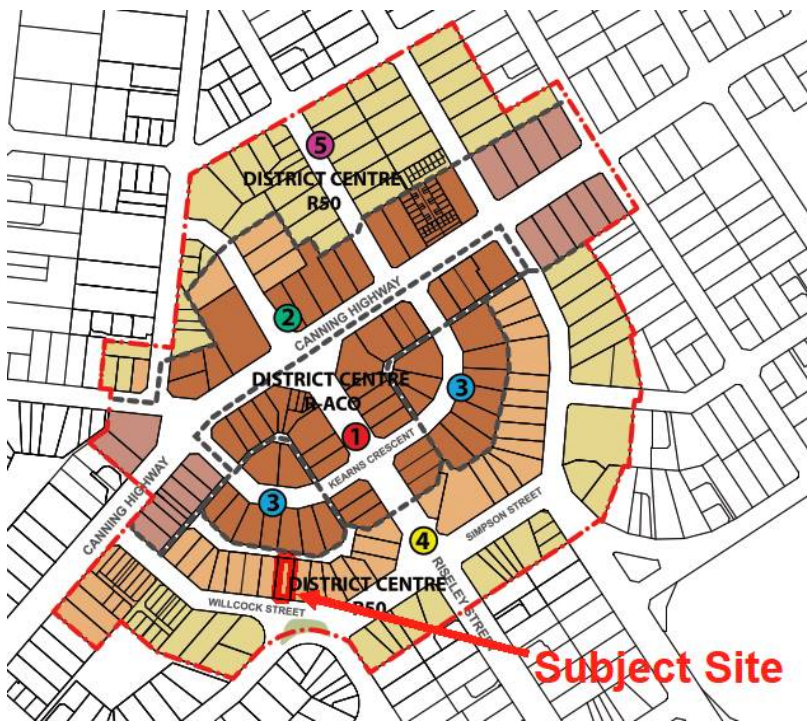 5
DISTRICT CENTRE
R50
2
CANNING HIGHWAY
DISTRICT CENTRE
R-ACO
3
1
KEARNS CRESCENT
CANNING HIGHWAY
3
4
SIMPSON STREET
DISTRICT CENTRE
R50
WILLCOCK STREET
RISELEY STREET
Subject Site